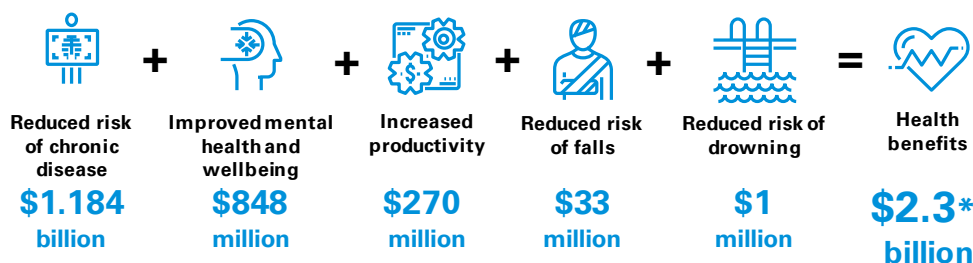 + + + + =
Reduced risk
of chronic
disease
$1.184
billion
Improved mental
health and
wellbeing
$848
million
Increased
productivity
$270
million
Reduced risk
of falls
$33
million
Reduced risk of
drowning
$1
million
Health
benefits
$2.3*
billion